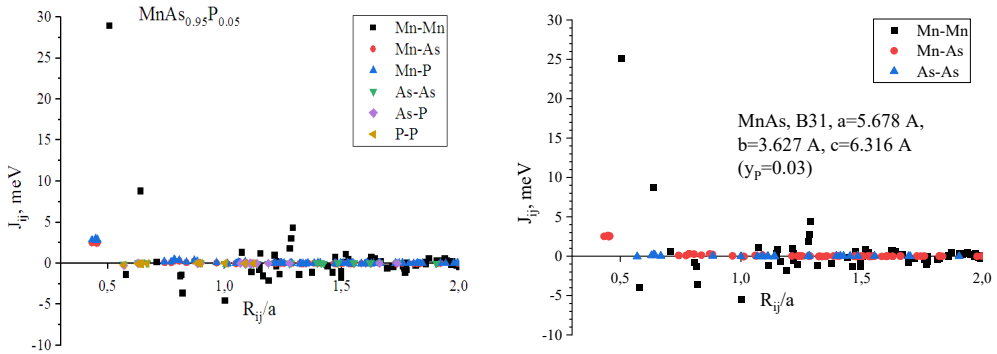 MnAs0.95P0.05
30
25
20
15
10
5
0
-5
-10
Jij, meV
0,5
1,0
1,5
2,0
Rij/a
Mn-Mn
Mn-As
Mn-P
As-As
As-P
P-P
30
25
20
15
10
5
0
-5
-10
Jij, meV
0,5
1,0
1,5
2,0
Rij/a
Mn-Mn
Mn-As
As-As
MnAs, B31, a=5.678 A,
b=3.627 A, c=6.316 A
(yP=0.03)